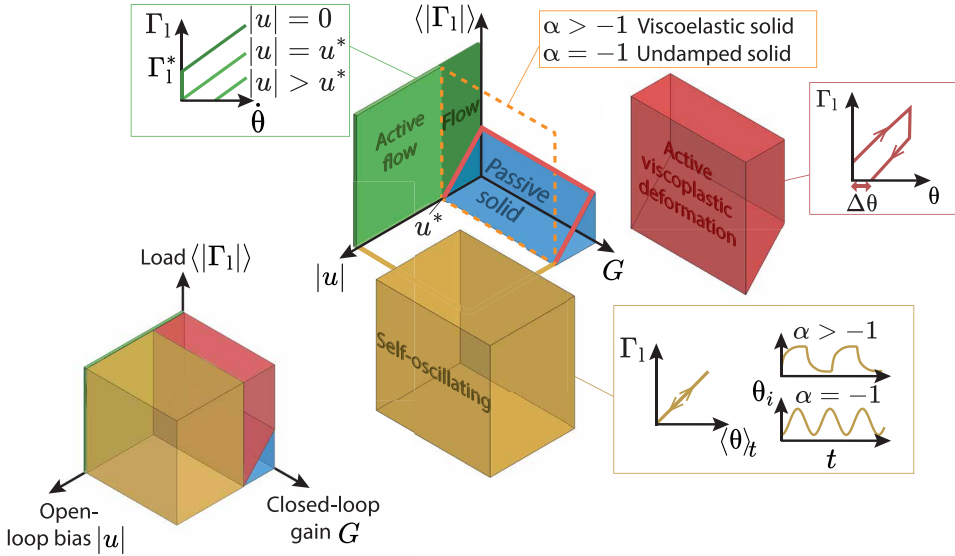 Γ₁
Γ₁*
|u| = 0
|u| = u*
|u| > u*
θ̇
⟨|Γ₁|⟩
α > −1 Viscoelastic solid
α = −1 Undamped solid
Active
flow
Flow
Passive
solid
u*
|u|
G
Active
viscoplastic
deformation
Γ₁
θ
Δθ
Load ⟨|Γ₁|⟩
Open-
loop bias |u|
Closed-loop
gain G
Self-oscillating
Γ₁
⟨θ⟩ₜ
α > −1
θᵢ
α = −1
t